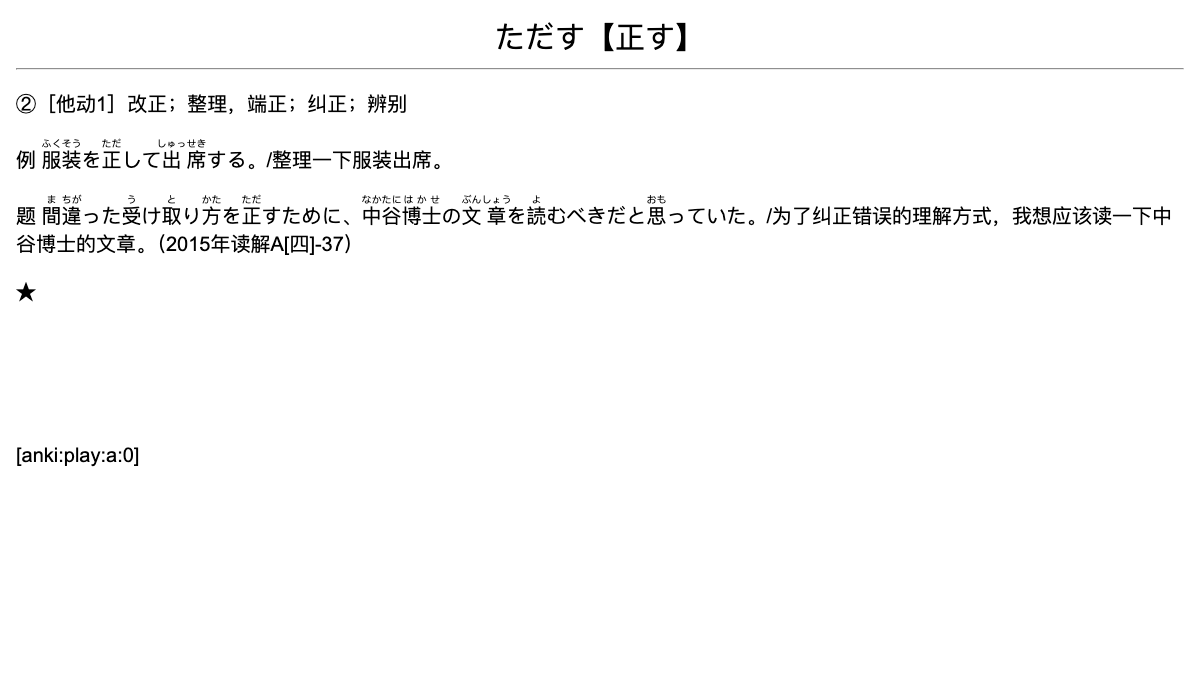 ただす【正す】
②［他动1］改正；整理，端正；纠正；辨别
ふくそう ただ しゅっせき
例 服装を正して出席する。/整理一下服装出席。
ま ちが う と かた ただ なかたに は か せ ぶんしょう よ おも
题 間違った受け取り方を正すために、中谷博士の文章を読むべきだと思っていた。/为了纠正错误的理解方式，我想应该读一下中
谷博士的文章。（2015年读解A[四]-37）
★
[anki:play:a:0]